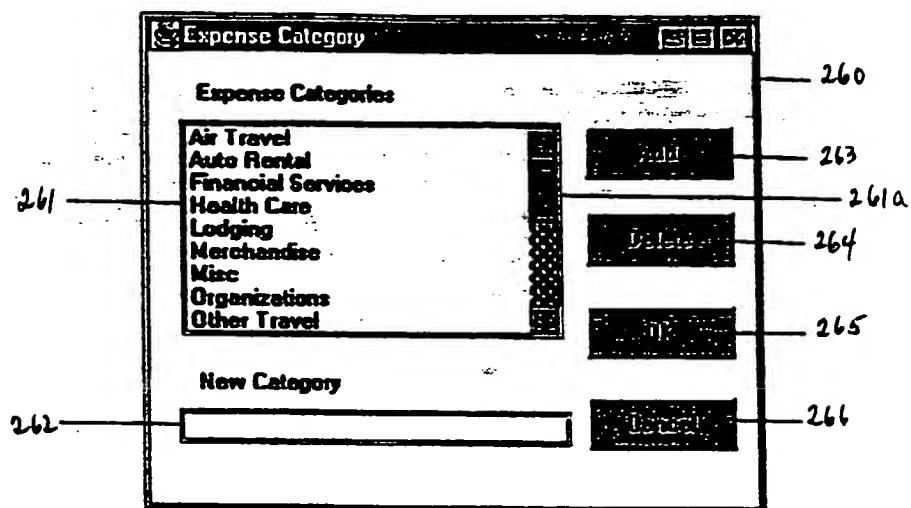 Expense Category
260
Expense Categories
Air Travel
Auto Rental
Financial Services
Health Care
Lodging
Merchandise
Misc
Organizations
Other Travel
Add
263
261
261a
Delete
264
265
New Category
262
Cancel
266